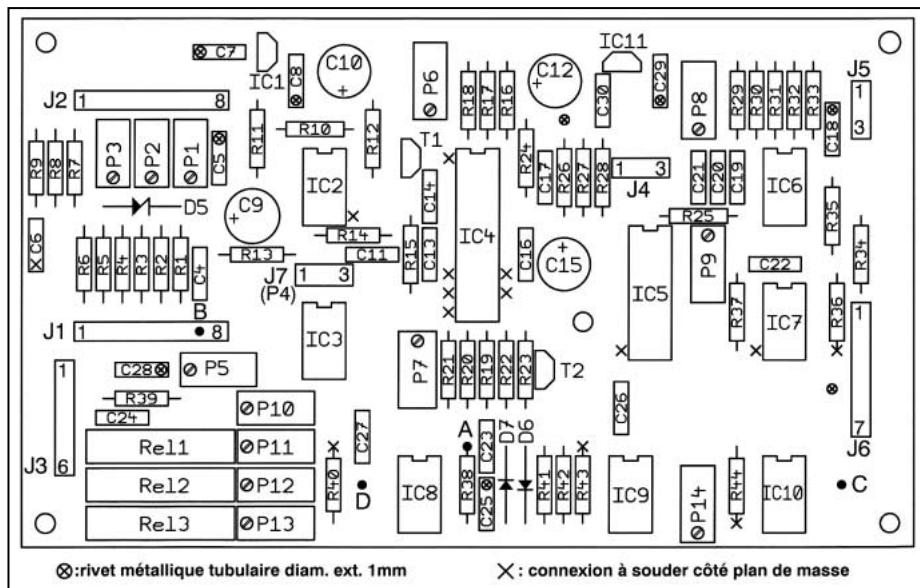 C7
IC1
C8
C10
P6
R18
R17
R16
C12
IC11
C30
C29
P8
R29
R30
R31
R32
R33
J5
1
3
C18
J2
1
8
R11
R10
R12
T1
R24
R9
R8
R7
P3
P2
P1
C5
IC2
C14
C17
R26
R27
R28
1
3
J4
C21
C20
C19
IC6
D5
C9
R14
R15
C13
IC4
C16
R25
R35
R34
C6
R6
R5
R4
R3
R2
R1
C4
R13
C11
C15
P9
C22
J7
1
3
(P4)
IC5
B
J1
1
8
IC3
R37
IC7
R36
1
C28
P5
P7
R21
R20
R19
R22
R23
T2
1
R39
C24
P10
C26
7
J6
Rel1
P11
C27
A
C23
D7
D6
J3
6
Rel2
P12
R40
D
IC8
R38
C25
R41
R42
R43
IC9
P14
R44
IC10
C
Rel3
P13
:rivet métallique tubulaire diam. ext. 1mm
: connexion à souder côté plan de masse